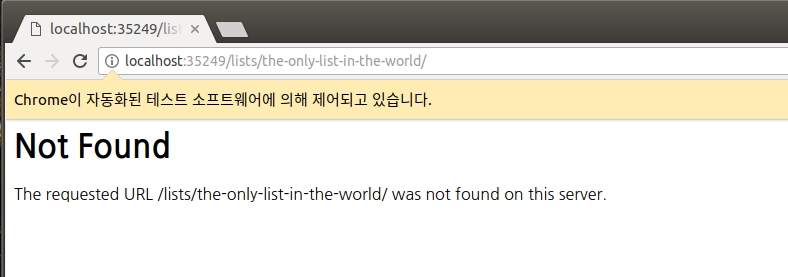 localhost:35249/list
localhost:35249/lists/the-only-list-in-the-world/
Chrome이 자동화된 테스트 소프트웨어에 의해 제어되고 있습니다.
Not Found
The requested URL /lists/the-only-list-in-the-world/ was not found on this server.